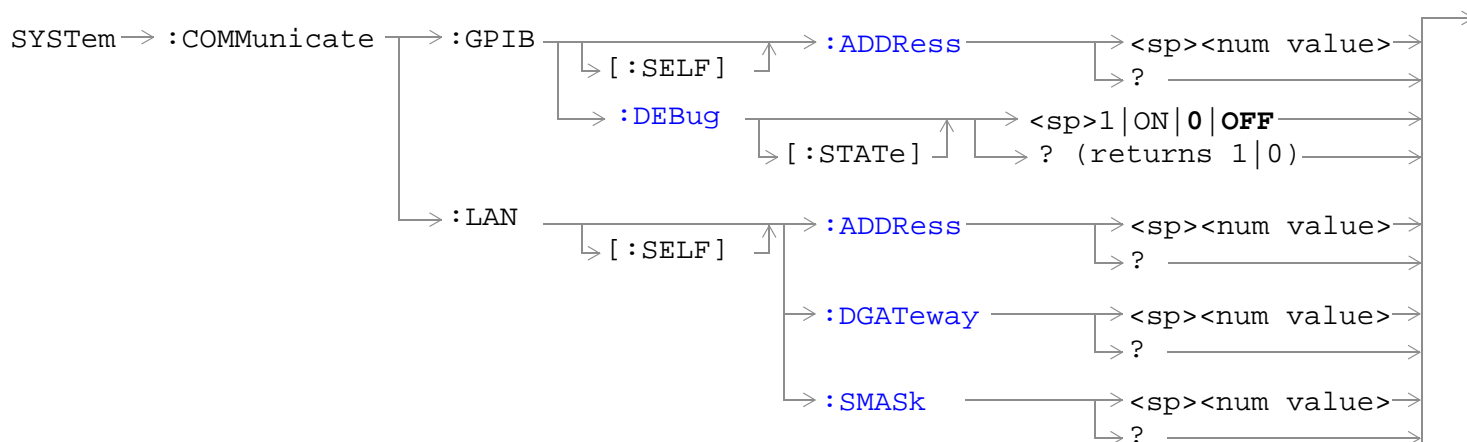 SYSTem :COMMunicate :GPIB :ADDRess <sp><num value>
[:SELF] ?
:DEBug <sp>1|ON|0|OFF
[:STATe] ? (returns 1|0)
:LAN :ADDRess <sp><num value>
[:SELF] ?
:DGATeway <sp><num value>
?
:SMASk <sp><num value>
?